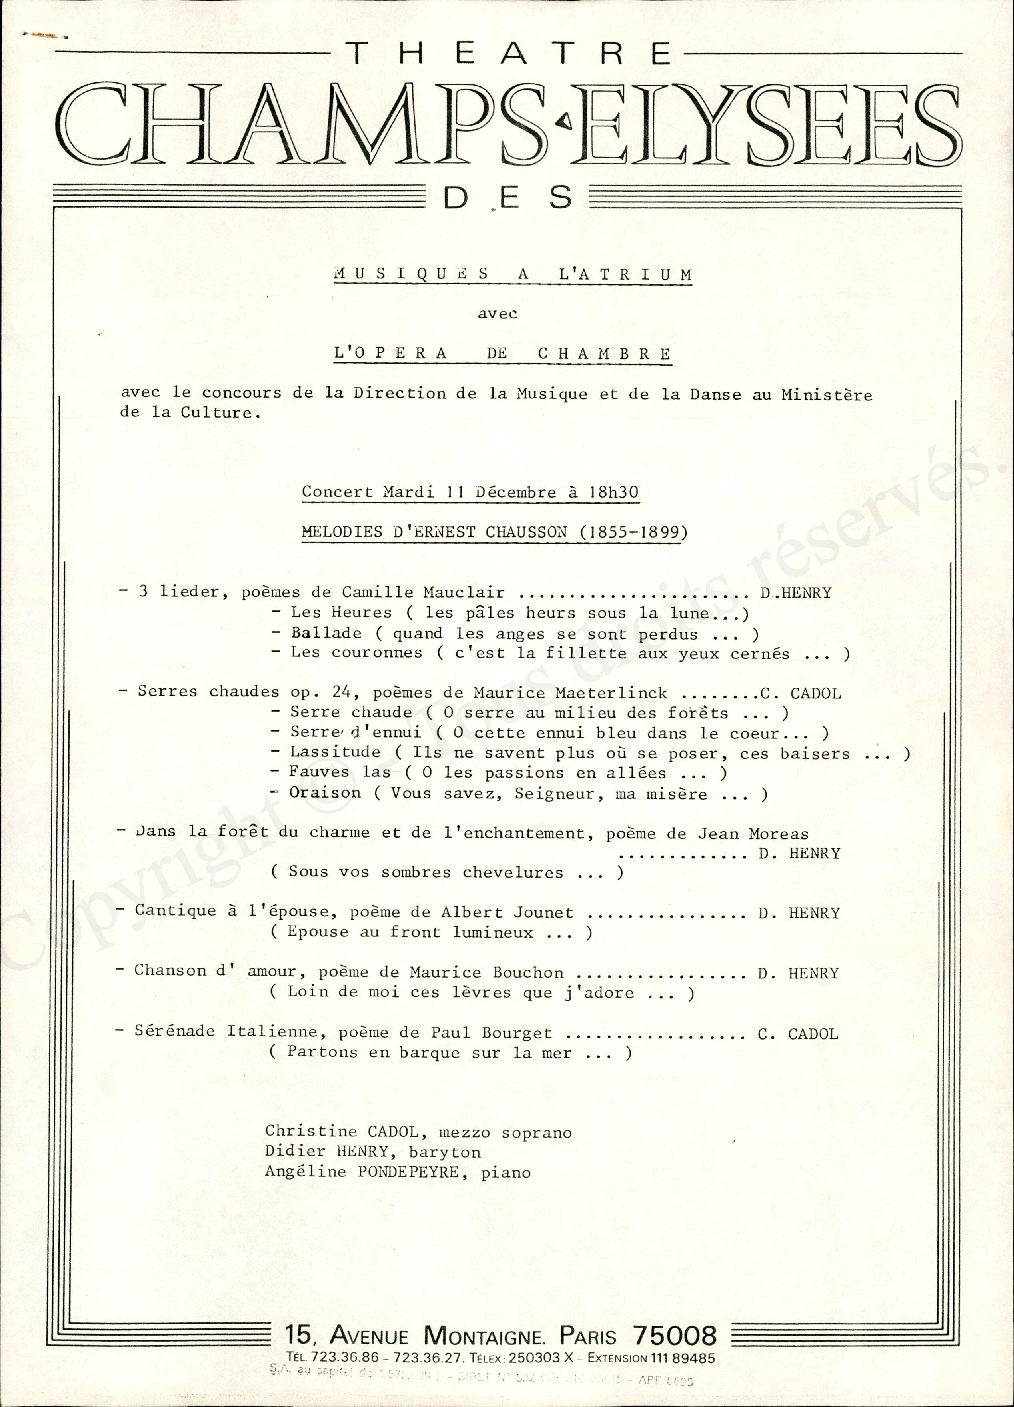 THEATRE
CHAMPS-ELYSEES
DES
MUSIQUES A L'ATRIUM
avec
L'OPERA DE CHAMBRE
avec le concours de la Direction de la Musique et de la Danse au Ministère
de la Culture.
Concert Mardi 11 Décembre à 18h30
MELODIES D'ERNEST CHAUSSON (1855-1899)
- 3 lieder, poèmes de Camille Mauclair ....................... D.HENRY
- Les Heures ( les pâles heurs sous la lune...)
- Ballade ( quand les anges se sont perdus ... )
- Les couronnes ( c'est la fillette aux yeux cernés ... )
- Serres chaudes op. 24, poèmes de Maurice Maeterlinck ........C. CADOL
- Serre chaude ( O serre au milieu des forêts ... )
- Serre d'ennui ( O cette ennui bleu dans le coeur... )
- Lassitude ( Ils ne savent plus où se poser, ces baisers ... )
- Fauves las ( O les passions en allées ... )
- Oraison ( Vous savez, Seigneur, ma misère ... )
- Dans la forêt du charme et de l'enchantement, poème de Jean Moreas
............. D. HENRY
( Sous vos sombres chevelures ... )
- Cantique à l'épouse, poème de Albert Jounet ................ D. HENRY
( Epouse au front lumineux ... )
- Chanson d' amour, poème de Maurice Bouchon ................. D. HENRY
( Loin de moi ces lèvres que j'adore ... )
- Sérénade Italienne, poème de Paul Bourget .................. C. CADOL
( Partons en barque sur la mer ... )
Christine CADOL, mezzo soprano
Didier HENRY, baryton
Angéline PONDEPEYRE, piano
15, AVENUE MONTAIGNE. PARIS 75008
TÉL. 723.36.86 - 723.36.27. TÉLEX: 250303 X - EXTENSION 111 89485
S.A. au capital de
Copyright © - Tous droits réservés.